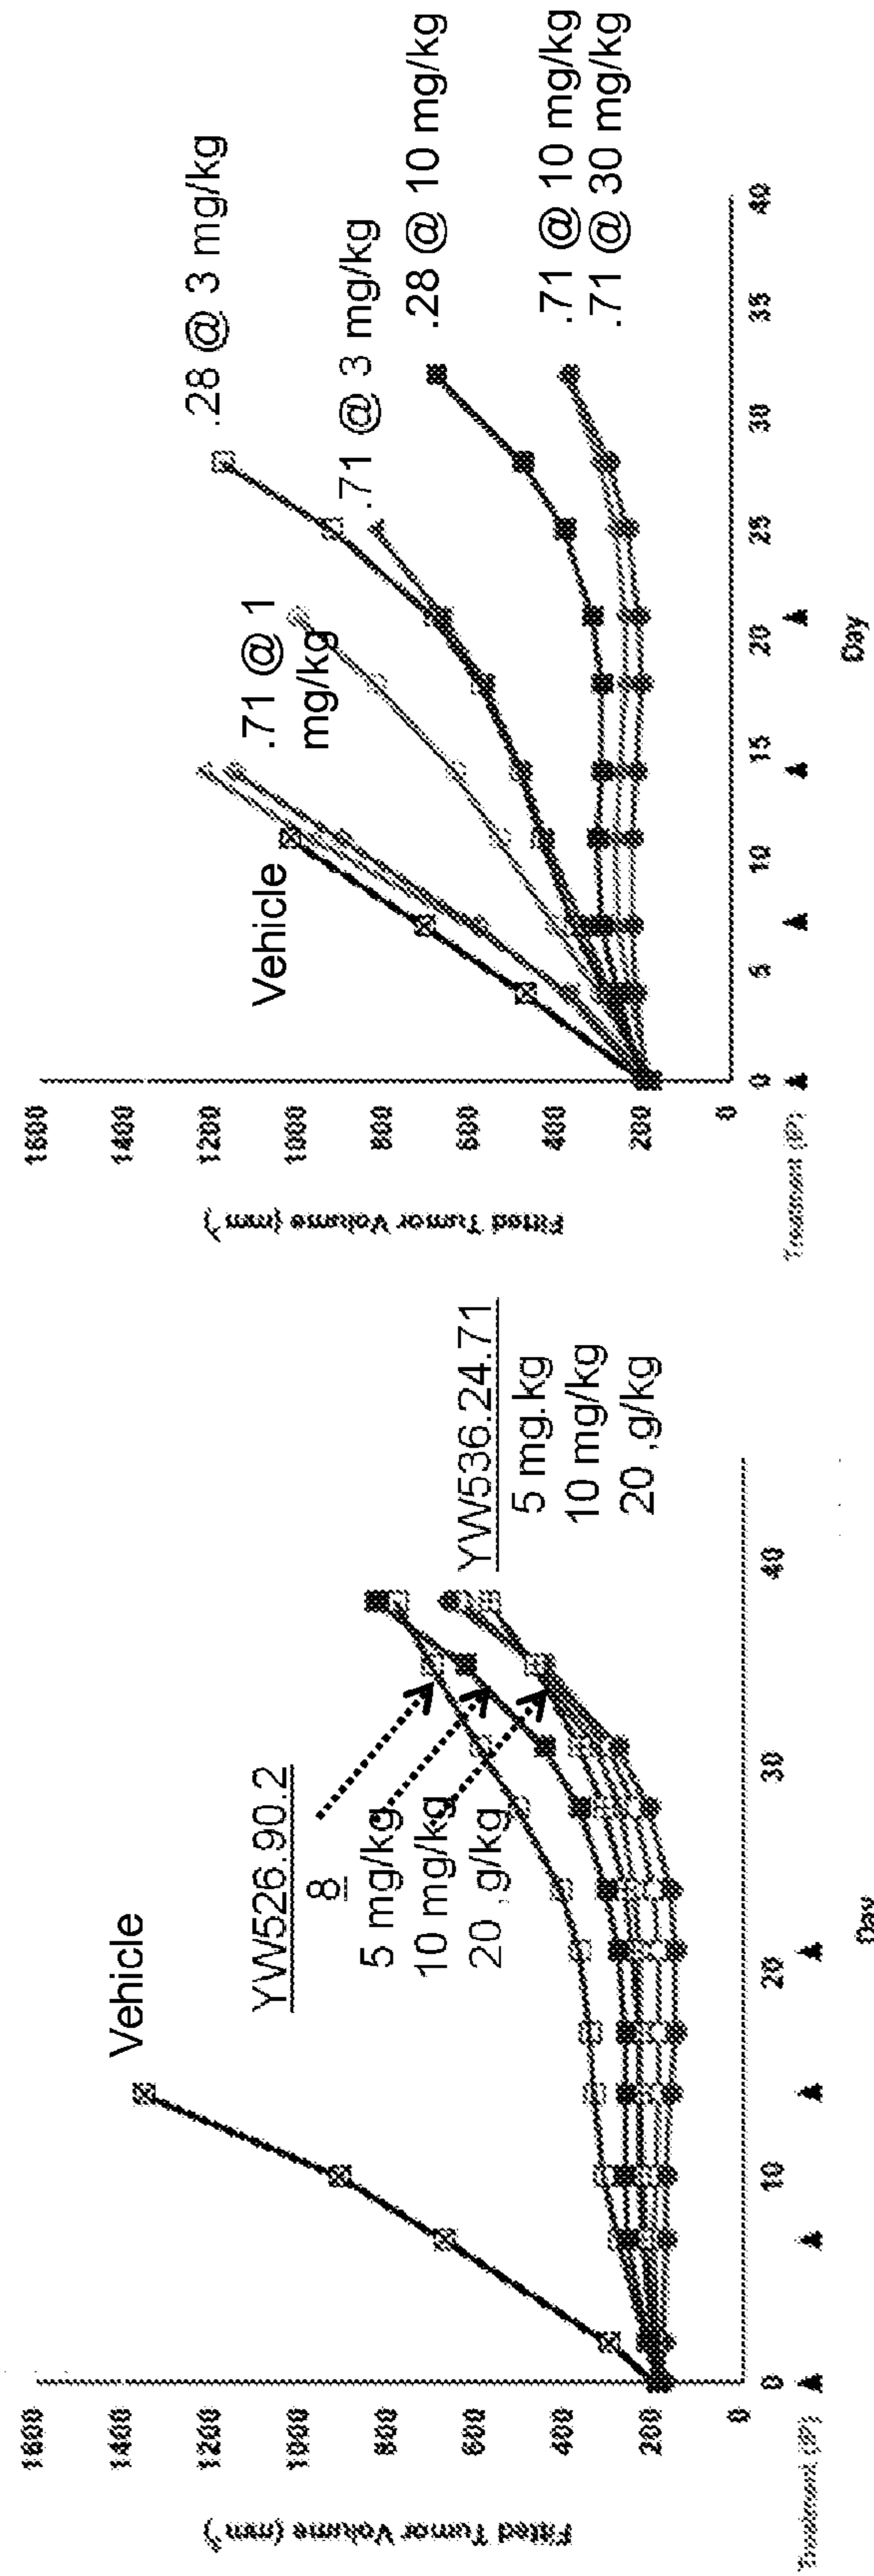 Fitted Tumor Volume (mm³)
1600
1400
1200
1000
800
600
400
200
0
Vehicle
YW526.90.2
8
5 mg/kg
10 mg/kg
20 ,g/kg
YW536.24.71
5 mg.kg
10 mg/kg
20 ,g/kg
0
10
20
30
40
Treatment (IP)
Day
Fitted Tumor Volume (mm³)
1600
1400
1200
1000
800
600
400
200
0
Vehicle
.71 @ 1
mg/kg
.28 @ 3 mg/kg
.71 @ 3 mg/kg
.28 @ 10 mg/kg
.71 @ 10 mg/kg
.71 @ 30 mg/kg
0
5
10
15
20
25
30
35
40
Treatment (IP)
Day